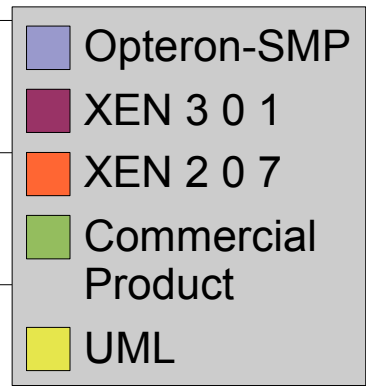 Opteron-SMP
XEN 3 0 1
XEN 2 0 7
Commercial
Product
UML